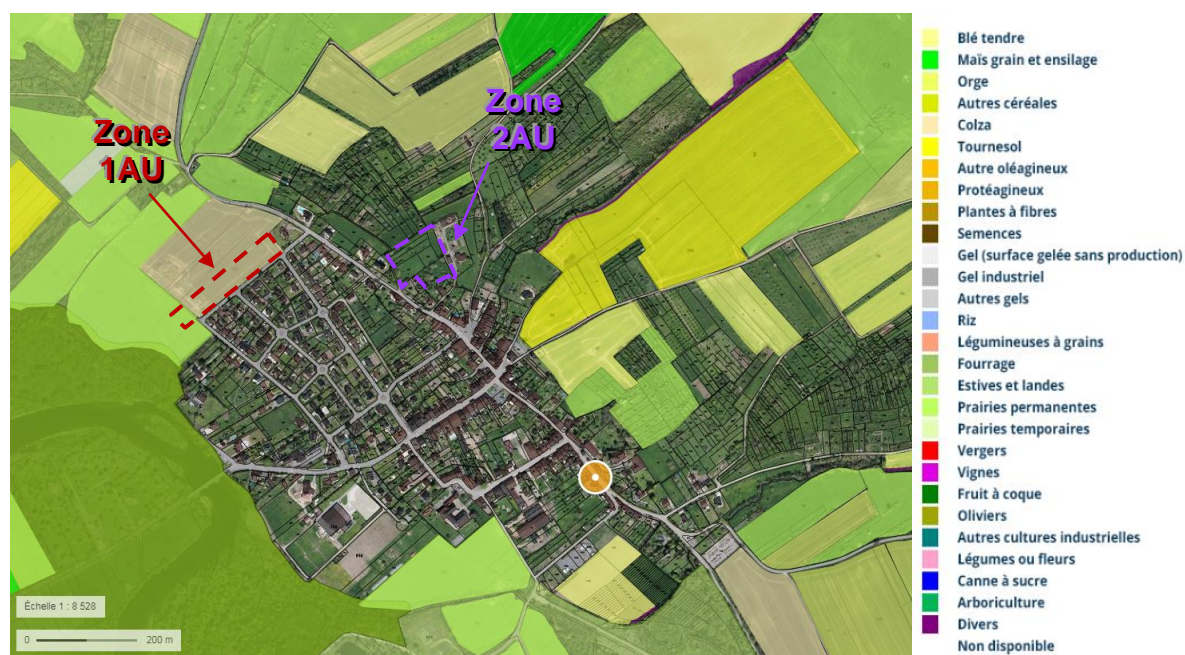 Zone
1AU
Zone
2AU
Échelle 1 : 8 528
0
200 m
Blé tendre
Maïs grain et ensilage
Orge
Autres céréales
Colza
Tournesol
Autre oléagineux
Protéagineux
Plantes à fibres
Semences
Gel (surface gelée sans production)
Gel industriel
Autres gels
Riz
Légumineuses à grains
Fourrage
Estives et landes
Prairies permanentes
Prairies temporaires
Vergers
Vignes
Fruit à coque
Oliviers
Autres cultures industrielles
Légumes ou fleurs
Canne à sucre
Arboriculture
Divers
Non disponible